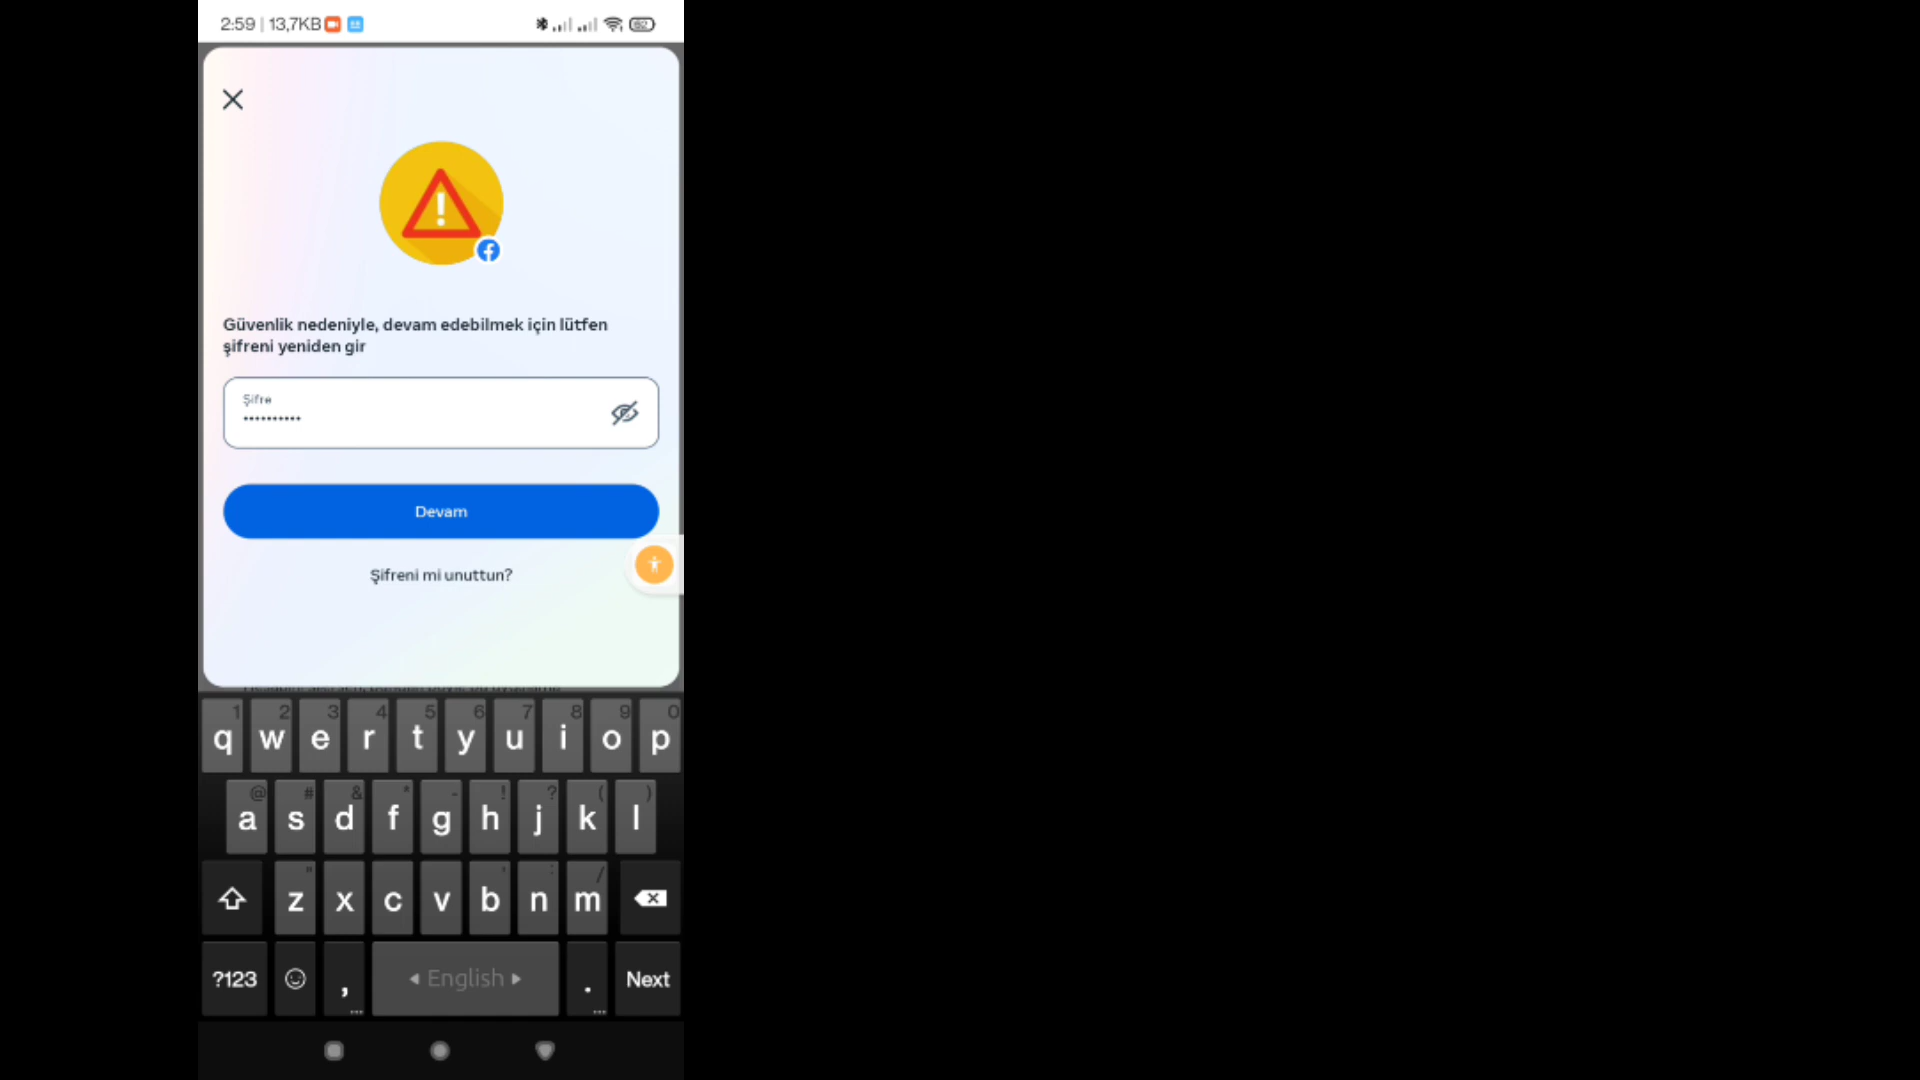 2:59 | 13,7KB
62
Güvenlik nedeniyle, devam edebilmek için lütfen
şifreni yeniden gir
Şifre
••••••••••
Devam
Şifreni mi unuttun?
1 2 3 4 5 6 7 8 9 0
q w e r t y u i o p
@ # & * - ! ? ( )
a s d f g h j k l
" ' : /
z x c v b n m
?123 , English . Next